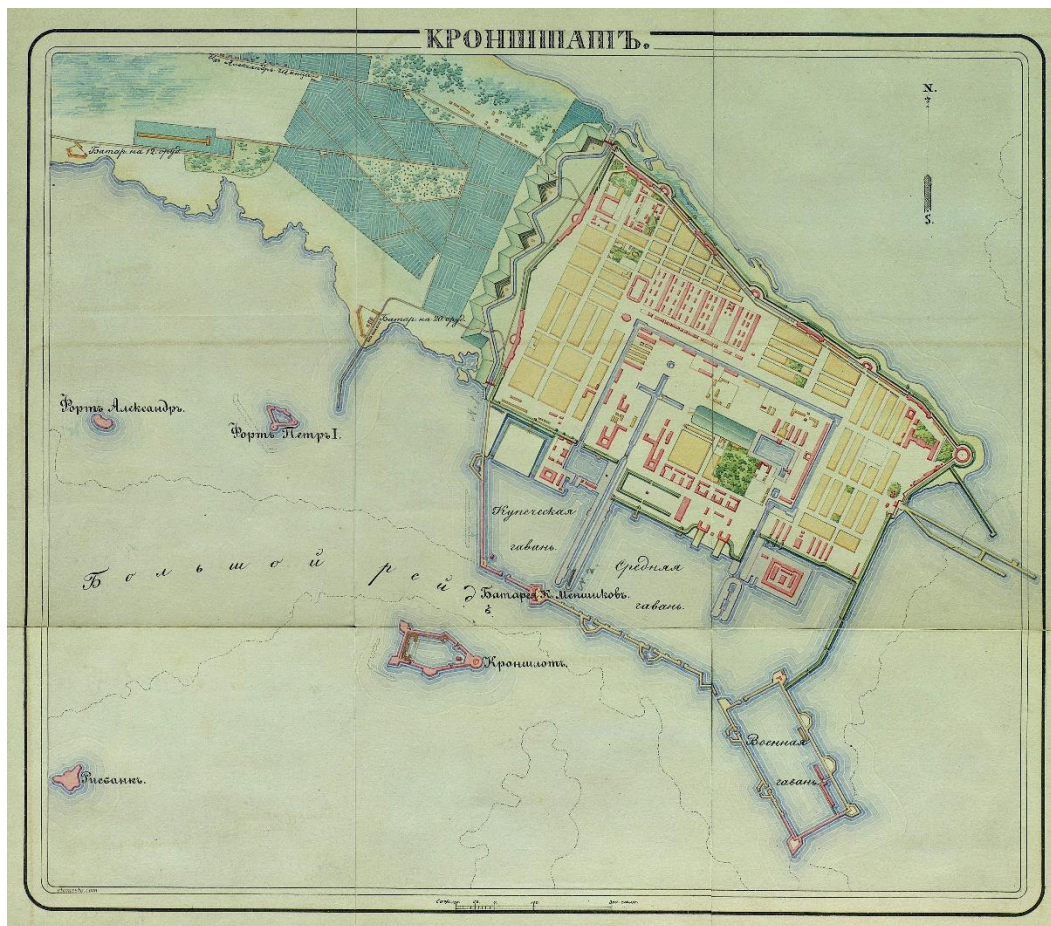 КРОНШТАТЪ.
N.
S.
Батар на 12. оруд.
Батар на 20. оруд.
Фортъ Александръ.
Фортъ Петръ I.
Купеческая
гавань.
Средняя
гавань.
Большой рейдъ.
Батарея К. Меншиковъ.
Кроншлотъ.
Военная
гавань.
Рисбанкъ.